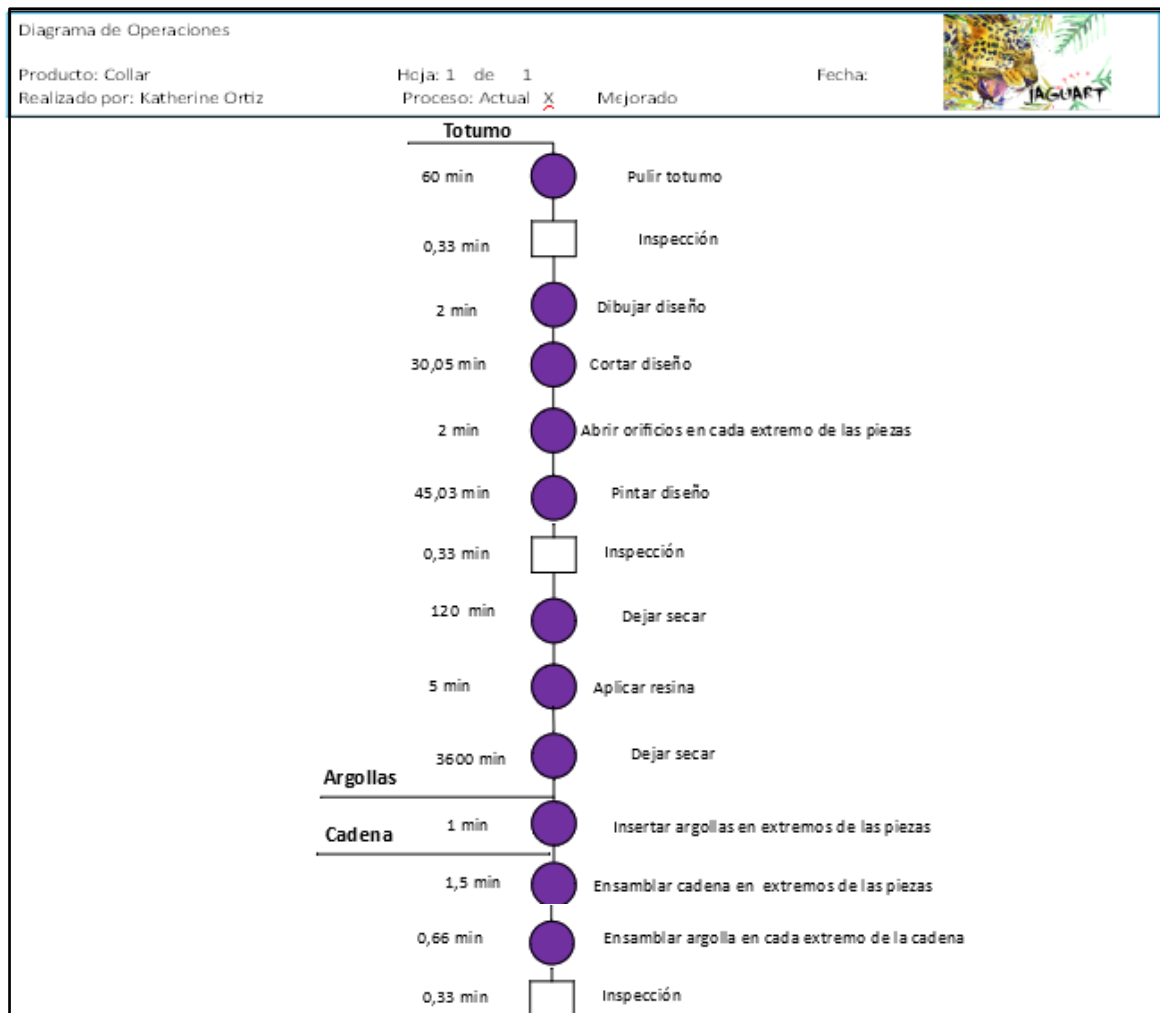 Diagrama de Operaciones
Producto: Collar Hoja: 1 de 1 Fecha:
Realizado por: Katherine Ortiz Proceso: Actual X Mejorado
JAGUART
Totumo
60 min Pulir totumo
0,33 min Inspección
2 min Dibujar diseño
30,05 min Cortar diseño
2 min Abrir orificios en cada extremo de las piezas
45,03 min Pintar diseño
0,33 min Inspección
120 min Dejar secar
5 min Aplicar resina
3600 min Dejar secar
Argollas
1 min Insertar argollas en extremos de las piezas
Cadena
1,5 min Ensamblar cadena en extremos de las piezas
0,66 min Ensamblar argolla en cada extremo de la cadena
0,33 min Inspección